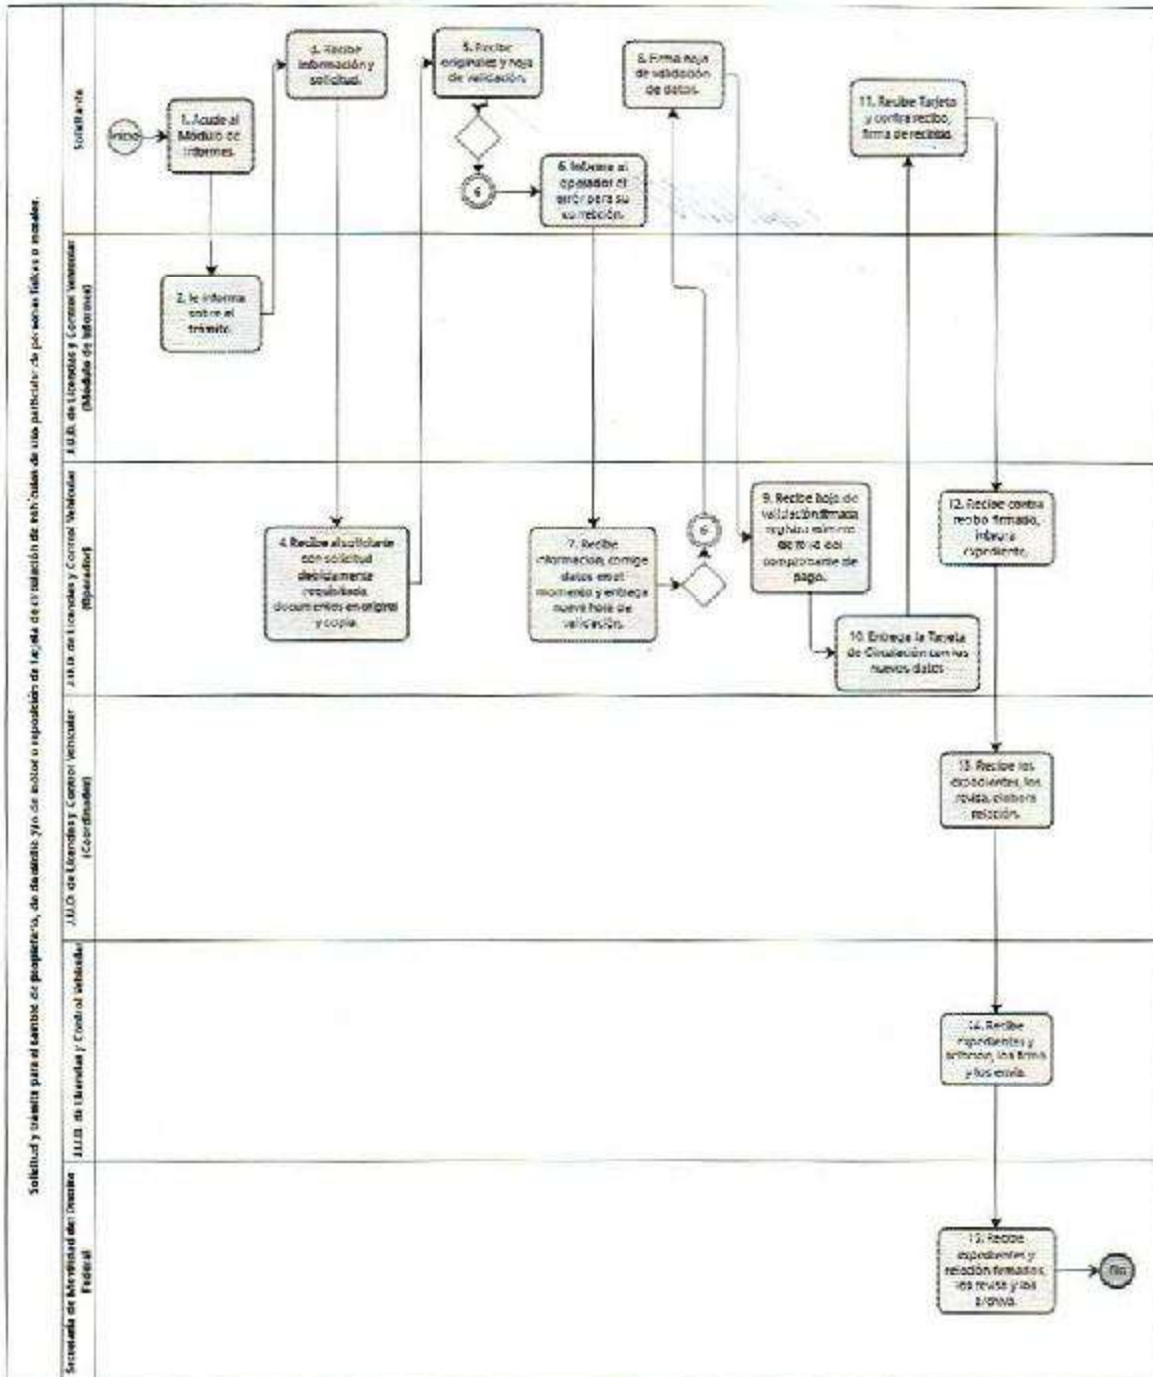 Solicitud y trámite para el cambio de propietario, de domicilio y/o de motor o reposición de tarjeta de circulación de vehículos de uso particular de personas físicas o morales.
Solicitante
Inicio
1. Acude al
Módulo de
Informes.
Recibe
información y
solicitud.
5. Recibe
originales y hoja
de validación.
6
6. Informa al
operador el
error para su
corrección.
8. Firma hoja
de validación
de datos.
11. Recibe Tarjeta
y contra recibo,
firma de recibido.
J.U.D. de Licencias y Control Vehicular
(Módulo de Informes)
2. le informa
sobre el
trámite.
J.U.D. de Licencias y Control Vehicular
(Operador)
4. Recibe al solicitante
con solicitud
debidamente
requisitada,
documentos en original
y copia.
7. Recibe
información, corrige
datos en el
momento y entrega
nueva hoja de
validación.
6
9. Recibe hoja de
validación firmada
registra número
de folio del
comprobante de
pago.
10. Entrega la Tarjeta
de Circulación con los
nuevos datos
12. Recibe contra
recibo firmado,
integra
expediente.
J.U.D. de Licencias y Control Vehicular
(Coordinador)
13. Recibe los
expedientes, los
revisa, elabora
relación.
J.U.D. de Licencias y Control Vehicular
14. Recibe
expedientes y
relación, los firma
y los envía.
Secretaría de Movilidad del Distrito
Federal
15. Recibe
expedientes y
relación firmados,
los revisa y los
archiva.
Fin